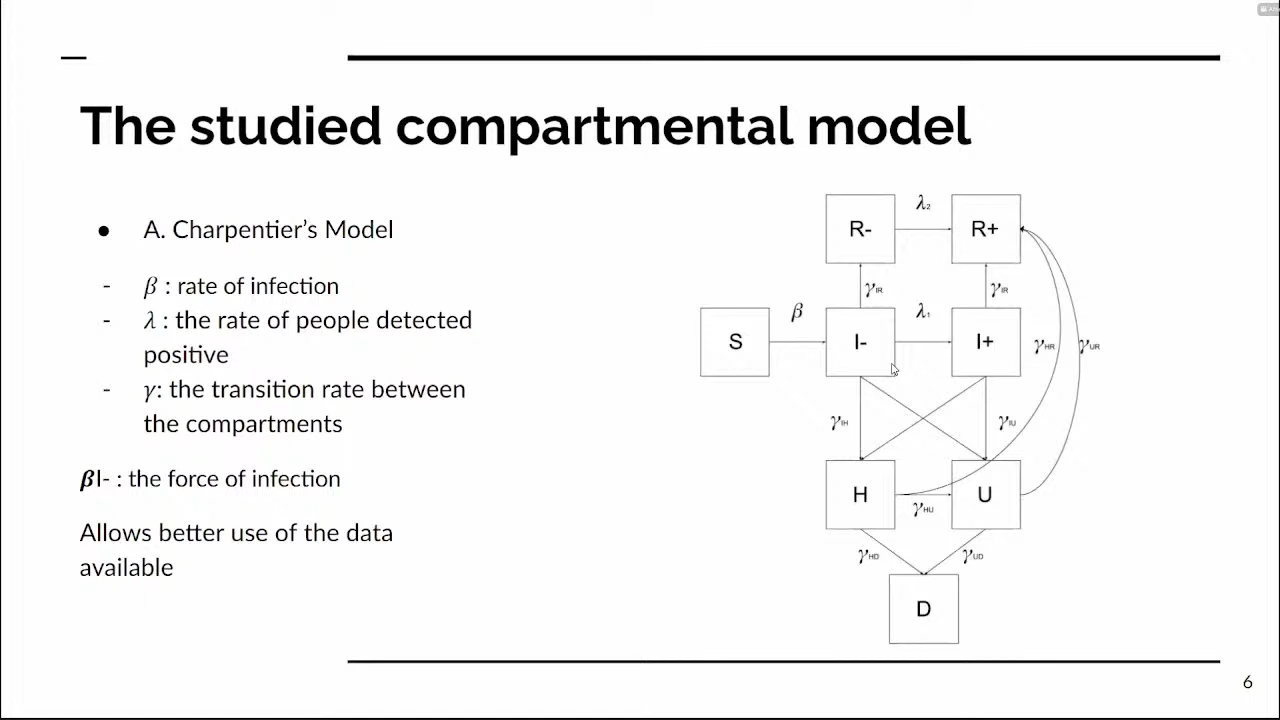 The studied compartmental model
● A. Charpentier's Model
- β : rate of infection
- λ : the rate of people detected
positive
- γ: the transition rate between
the compartments
βI- : the force of infection
Allows better use of the data
available
R-
λ₂
R+
γIR
γIR
S
β
I-
λ₁
I+
γHR
γUR
γIH
γIU
H
γHU
U
γHD
γUD
D
6